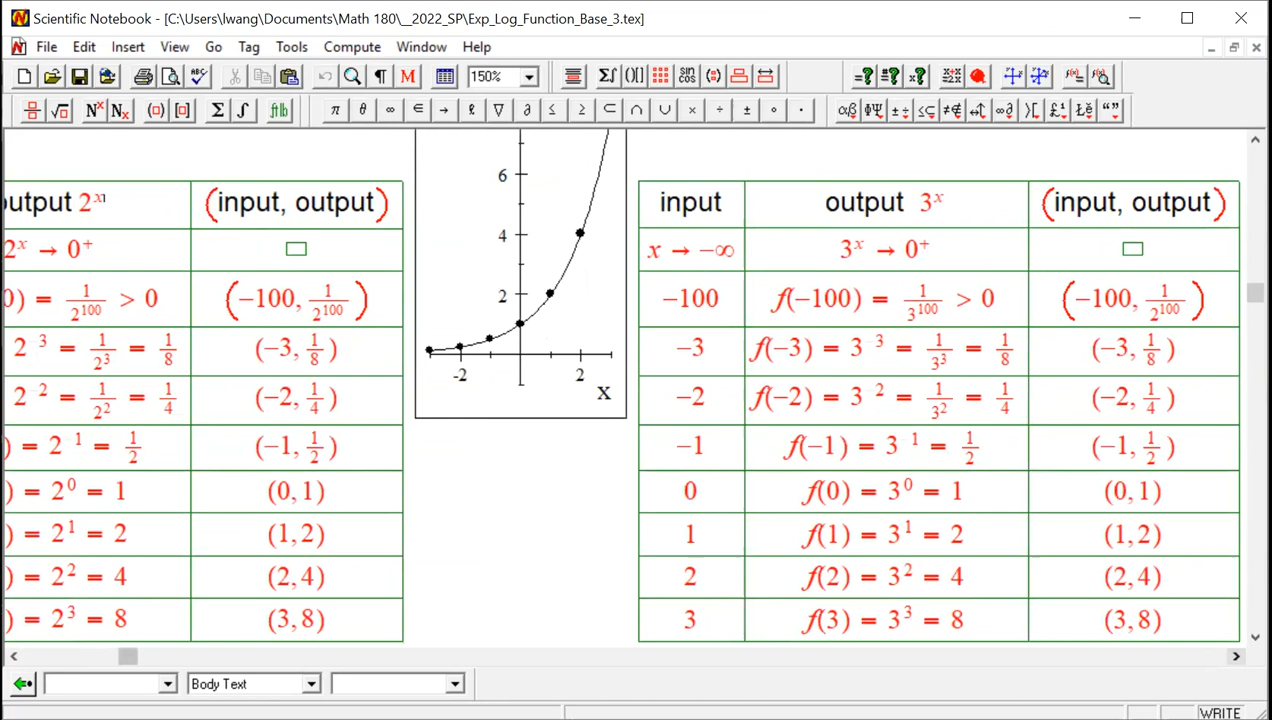 Scientific Notebook - [C:\Users\lwang\Documents\Math 180\__2022_SP\Exp_Log_Function_Base_3.tex]
File Edit Insert View Go Tag Tools Compute Window Help
150%
output 2^x (input, output)
2^x → 0^+
0) = 1/2^100 > 0 (−100, 1/2^100)
2 ^3 = 1/2^3 = 1/8 (−3, 1/8)
2 ^2 = 1/2^2 = 1/4 (−2, 1/4)
) = 2 ^1 = 1/2 (−1, 1/2)
) = 2^0 = 1 (0, 1)
) = 2^1 = 2 (1, 2)
) = 2^2 = 4 (2, 4)
) = 2^3 = 8 (3, 8)
6
4
2
-2 2
x
input output 3^x (input, output)
x → −∞ 3^x → 0^+
−100 f(−100) = 1/3^100 > 0 (−100, 1/2^100)
−3 f(−3) = 3 ^3 = 1/3^3 = 1/8 (−3, 1/8)
−2 f(−2) = 3 ^2 = 1/3^2 = 1/4 (−2, 1/4)
−1 f(−1) = 3 ^1 = 1/2 (−1, 1/2)
0 f(0) = 3^0 = 1 (0, 1)
1 f(1) = 3^1 = 2 (1, 2)
2 f(2) = 3^2 = 4 (2, 4)
3 f(3) = 3^3 = 8 (3, 8)
Body Text
WRITE